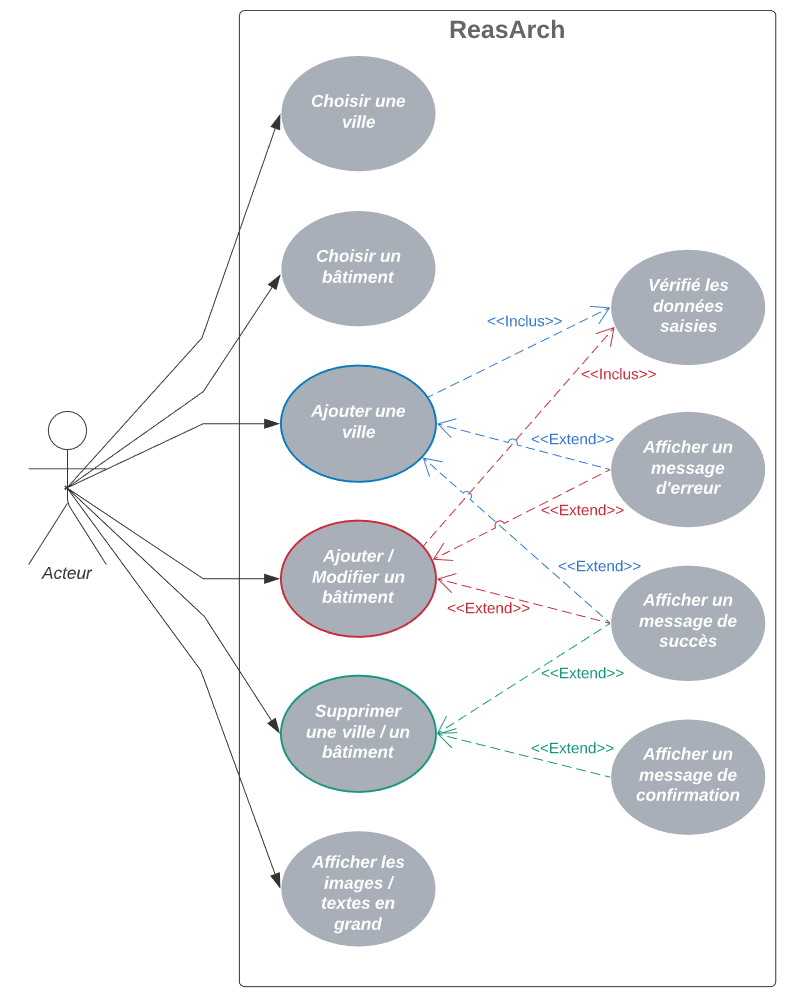 ReasArch
Choisir une
ville
Choisir un
bâtiment
Vérifié les
données
saisies
<<Inclus>>
<<Inclus>>
Ajouter une
ville
<<Extend>>
Afficher un
message
d'erreur
<<Extend>>
Acteur
Ajouter /
Modifier un
bâtiment
<<Extend>>
<<Extend>>
Afficher un
message de
succès
<<Extend>>
Supprimer
une ville / un
bâtiment
<<Extend>>
Afficher un
message de
confirmation
Afficher les
images /
textes en
grand